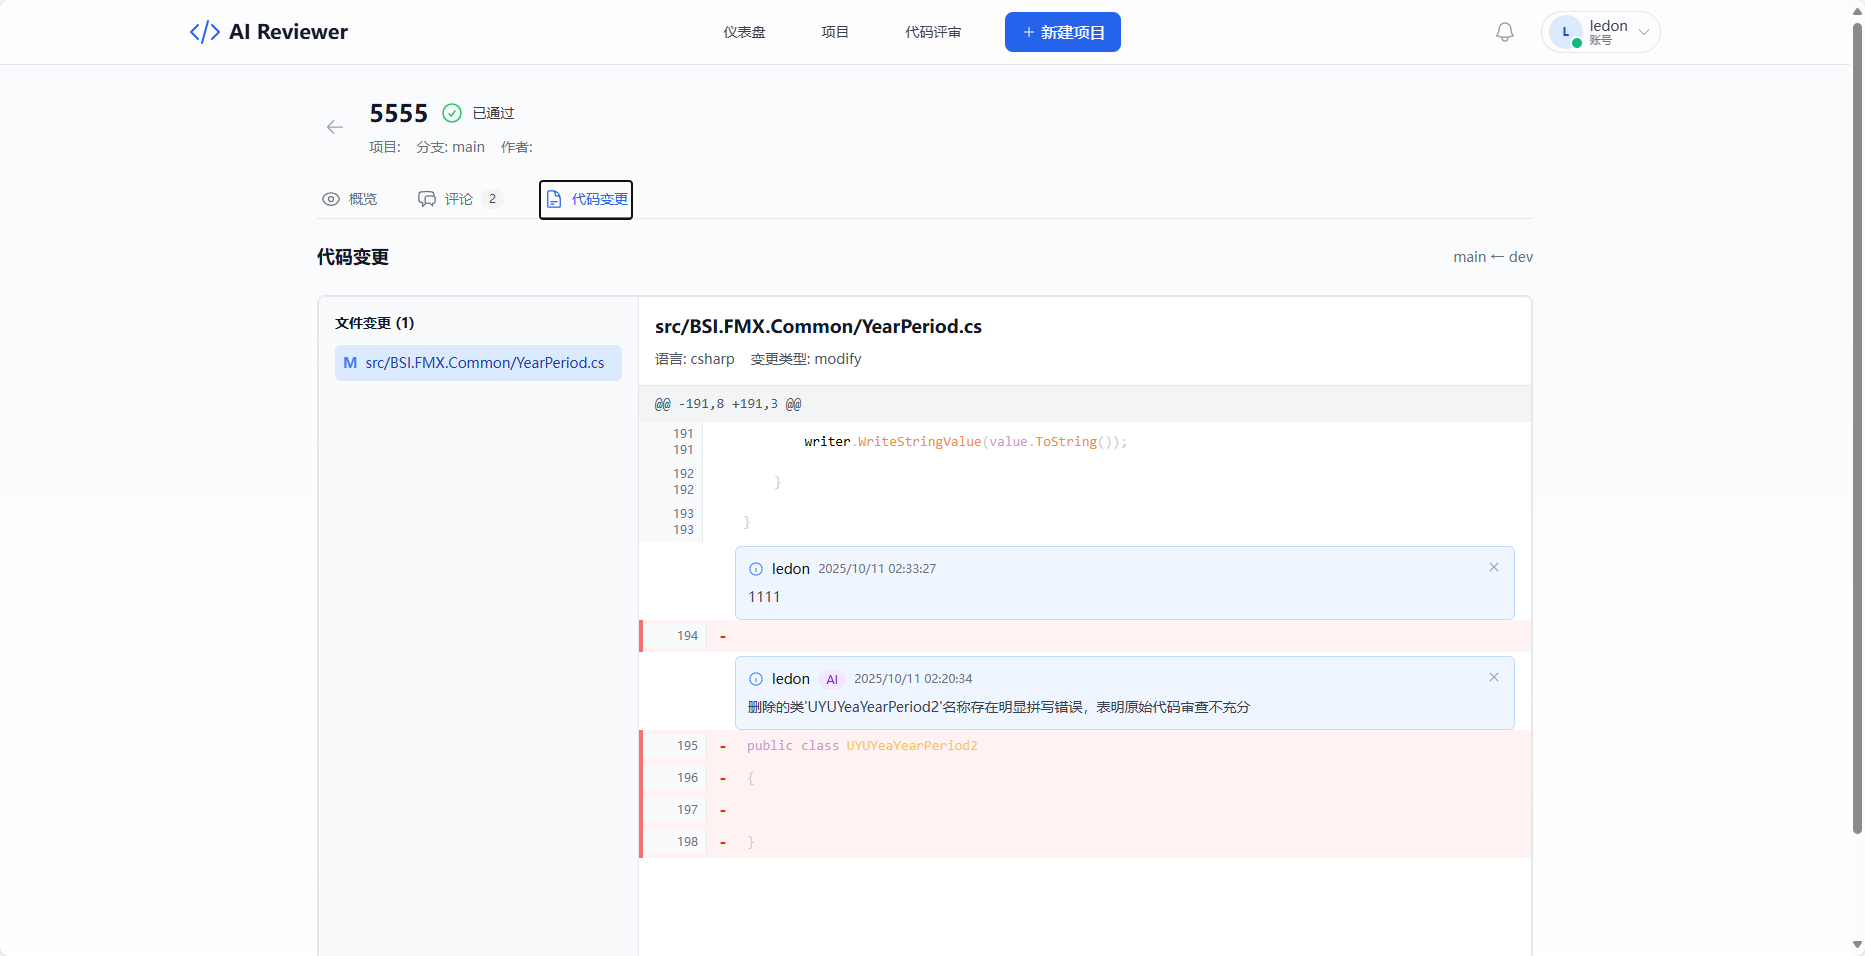 </> AI Reviewer
仪表盘 项目 代码评审 + 新建项目
L ledon
账号
5555 已通过
项目: 分支: main 作者:
概览 评论 2 代码变更
代码变更 main ← dev
文件变更 (1)
M src/BSI.FMX.Common/YearPeriod.cs
src/BSI.FMX.Common/YearPeriod.cs
语言: csharp 变更类型: modify
@@ -191,8 +191,3 @@
191
191 writer.WriteStringValue(value.ToString());
192
192 }
193
193 }
ledon 2025/10/11 02:33:27
1111
194 -
ledon AI 2025/10/11 02:20:34
删除的类'UYUYeaYearPeriod2'名称存在明显拼写错误，表明原始代码审查不充分
195 - public class UYUYeaYearPeriod2
196 - {
197 -
198 - }